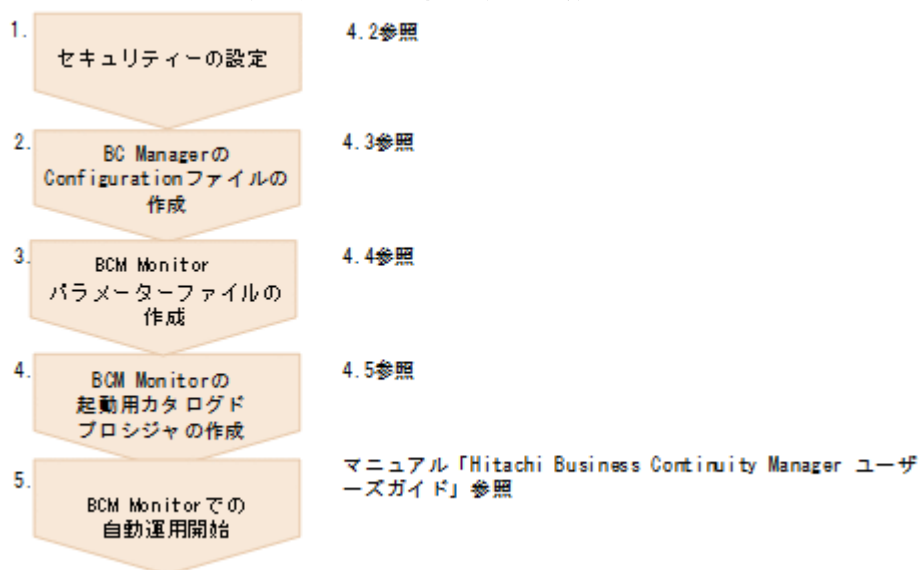 1.
セキュリティーの設定
4.2参照
2.
BC Managerの
Configurationファイルの
作成
4.3参照
3.
BCM Monitor
パラメーターファイルの
作成
4.4参照
4.
BCM Monitorの
起動用カタログド
プロシジャの作成
4.5参照
5.
BCM Monitorでの
自動運用開始
マニュアル「Hitachi Business Continuity Manager ユーザ
ーズガイド」参照